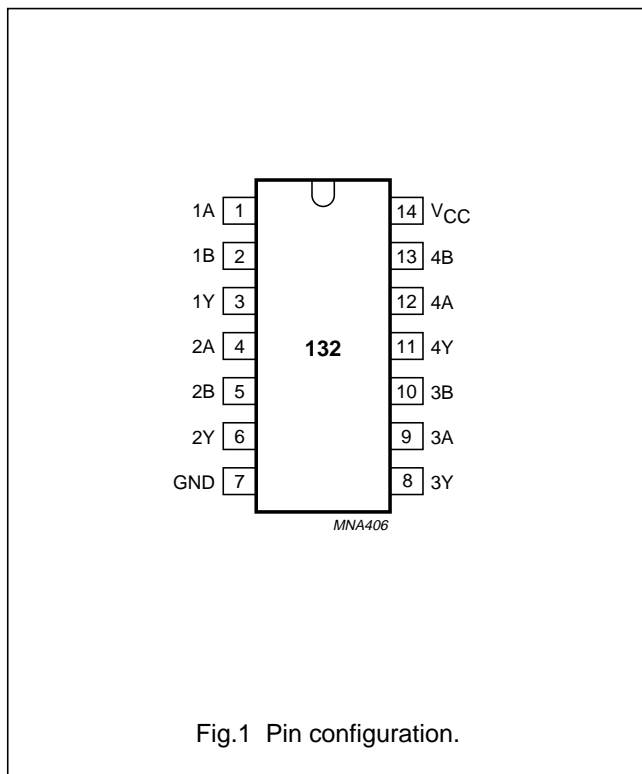 1A 1 14 VCC
1B 2 13 4B
1Y 3 12 4A
2A 4 132 11 4Y
2B 5 10 3B
2Y 6 9 3A
GND 7 8 3Y
MNA406
Fig.1 Pin configuration.